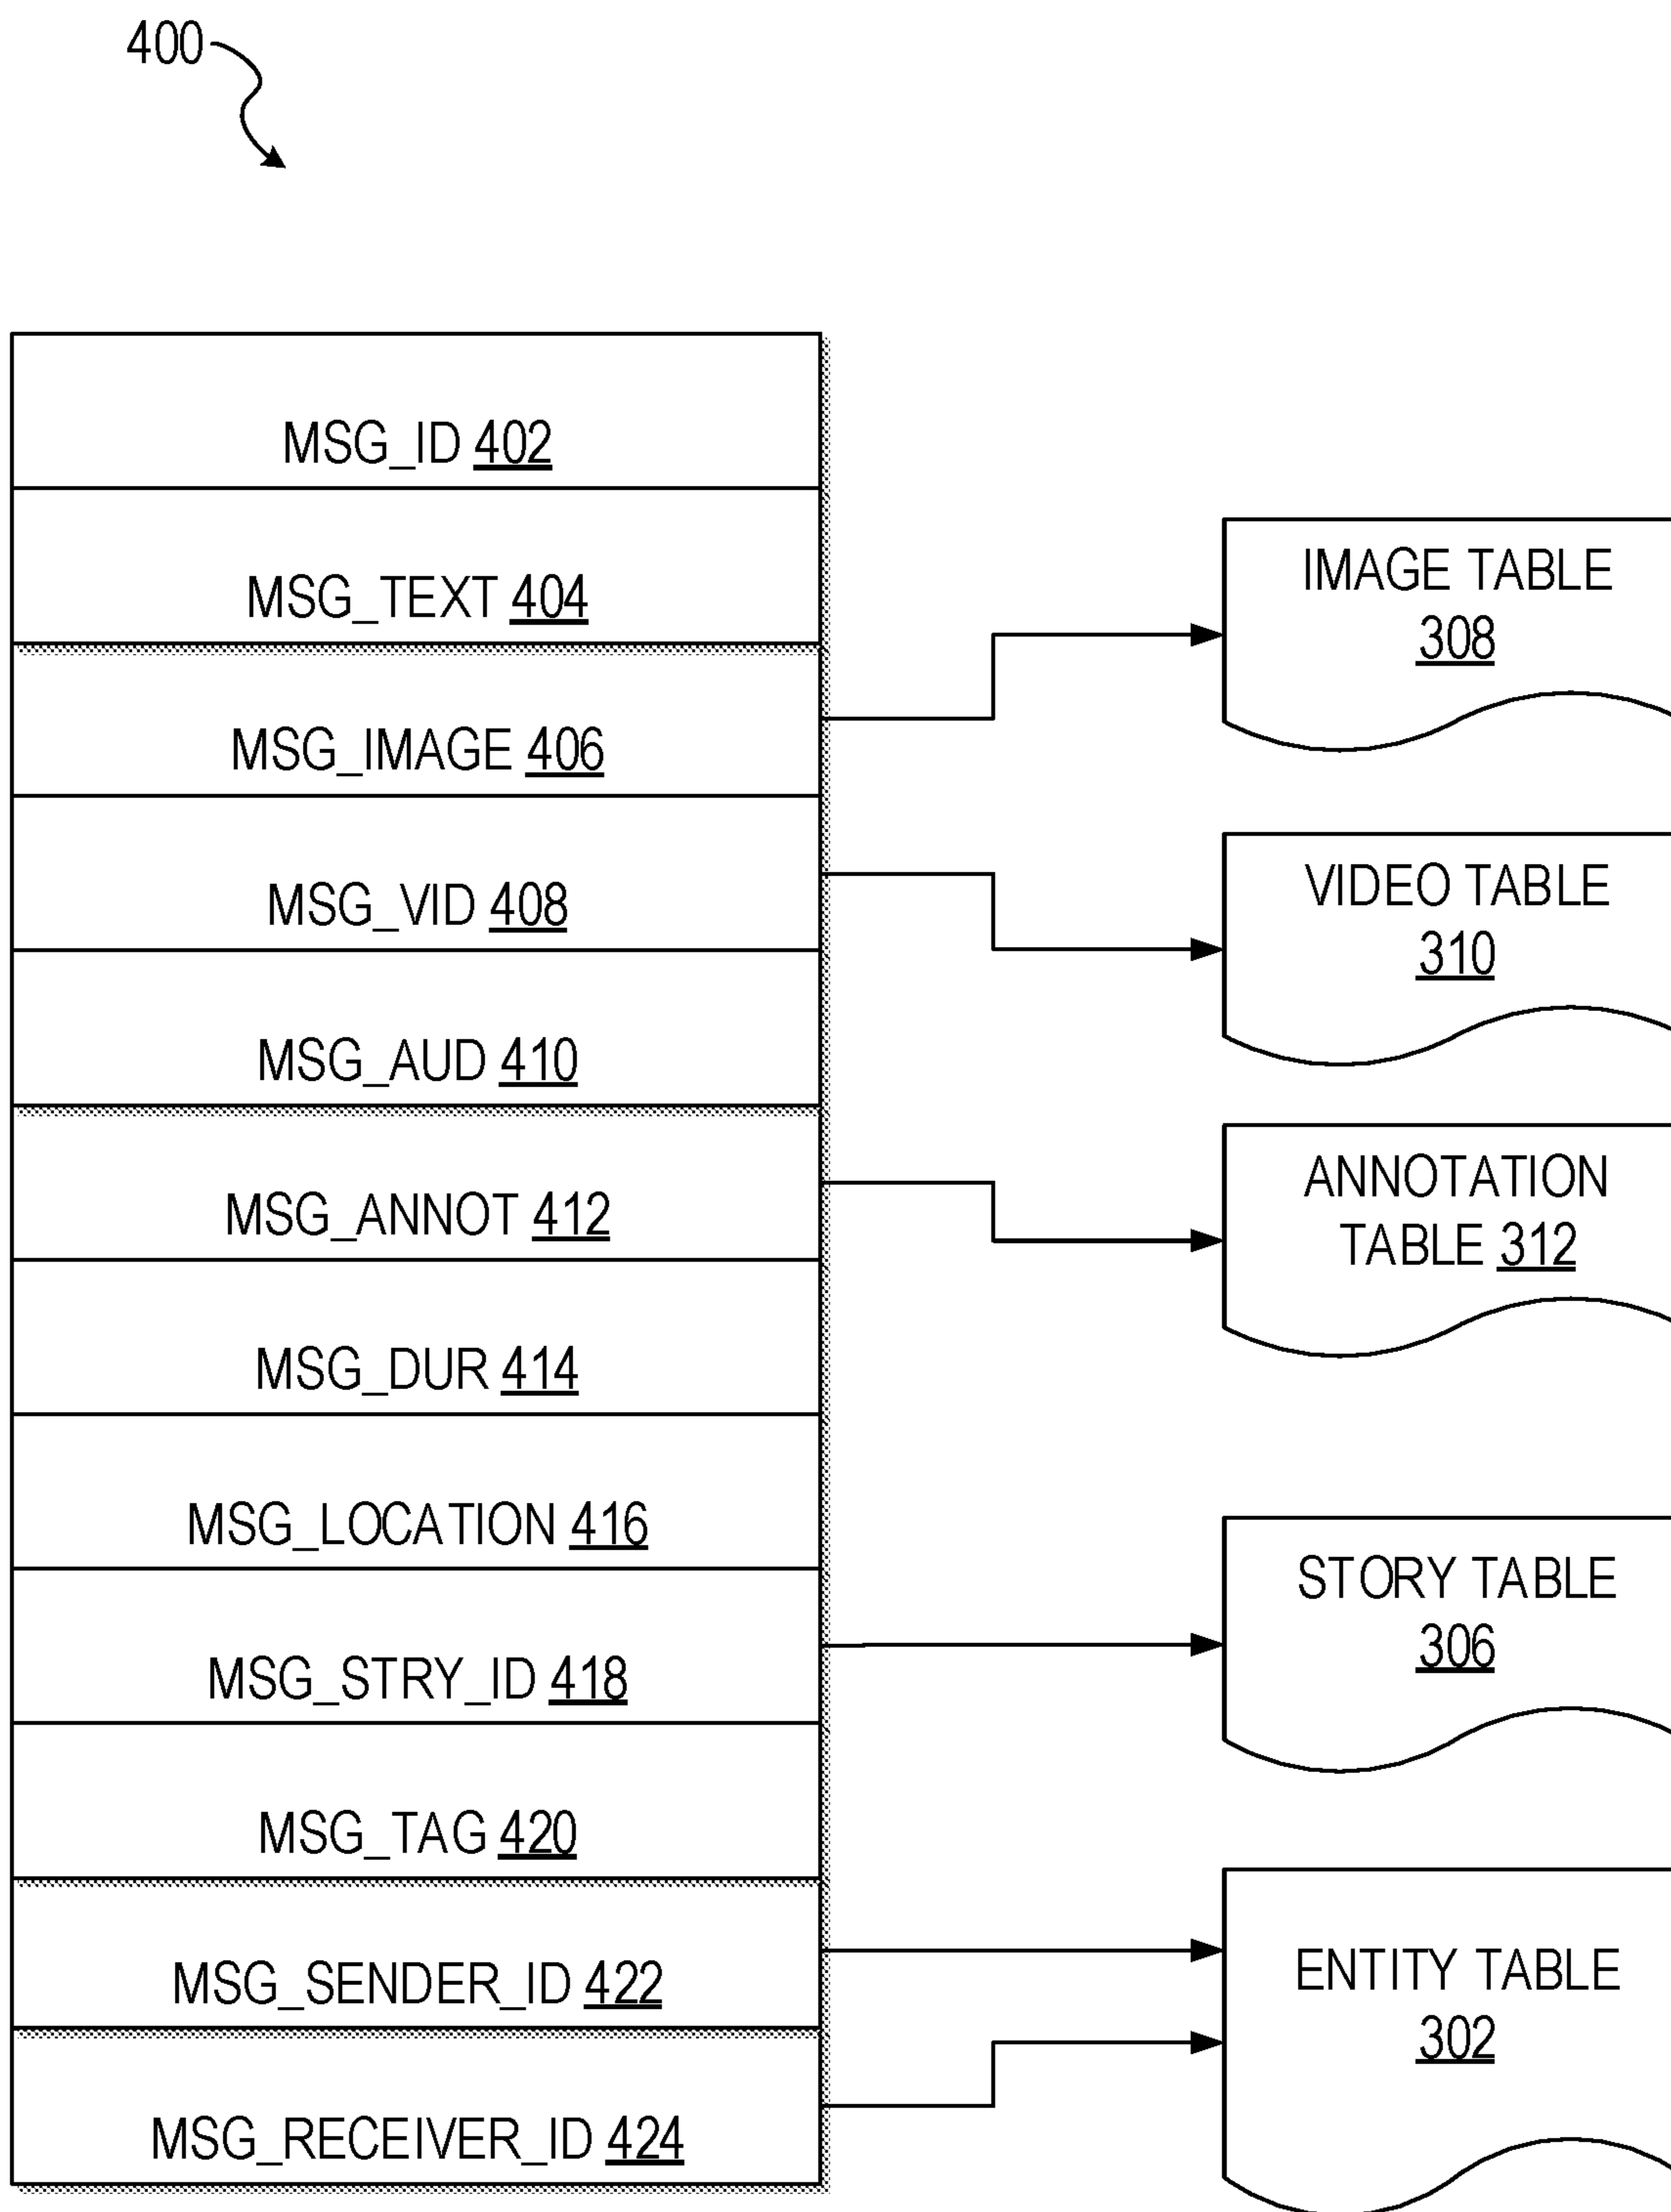 400
MSG_ID 402
MSG_TEXT 404
MSG_IMAGE 406
MSG_VID 408
MSG_AUD 410
MSG_ANNOT 412
MSG_DUR 414
MSG_LOCATION 416
MSG_STRY_ID 418
MSG_TAG 420
MSG_SENDER_ID 422
MSG_RECEIVER_ID 424
IMAGE TABLE
308
VIDEO TABLE
310
ANNOTATION
TABLE 312
STORY TABLE
306
ENTITY TABLE
302